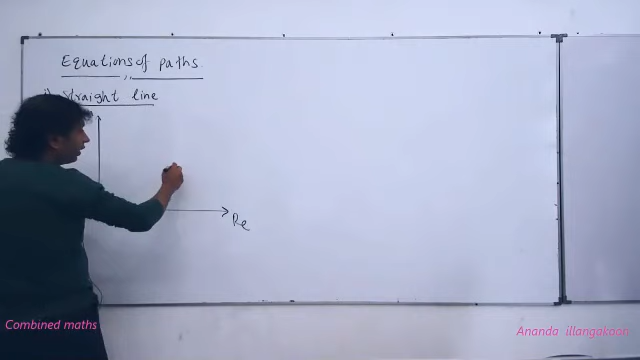 Equations of paths.
straight line
Re
Combined maths
Ananda illangakoon